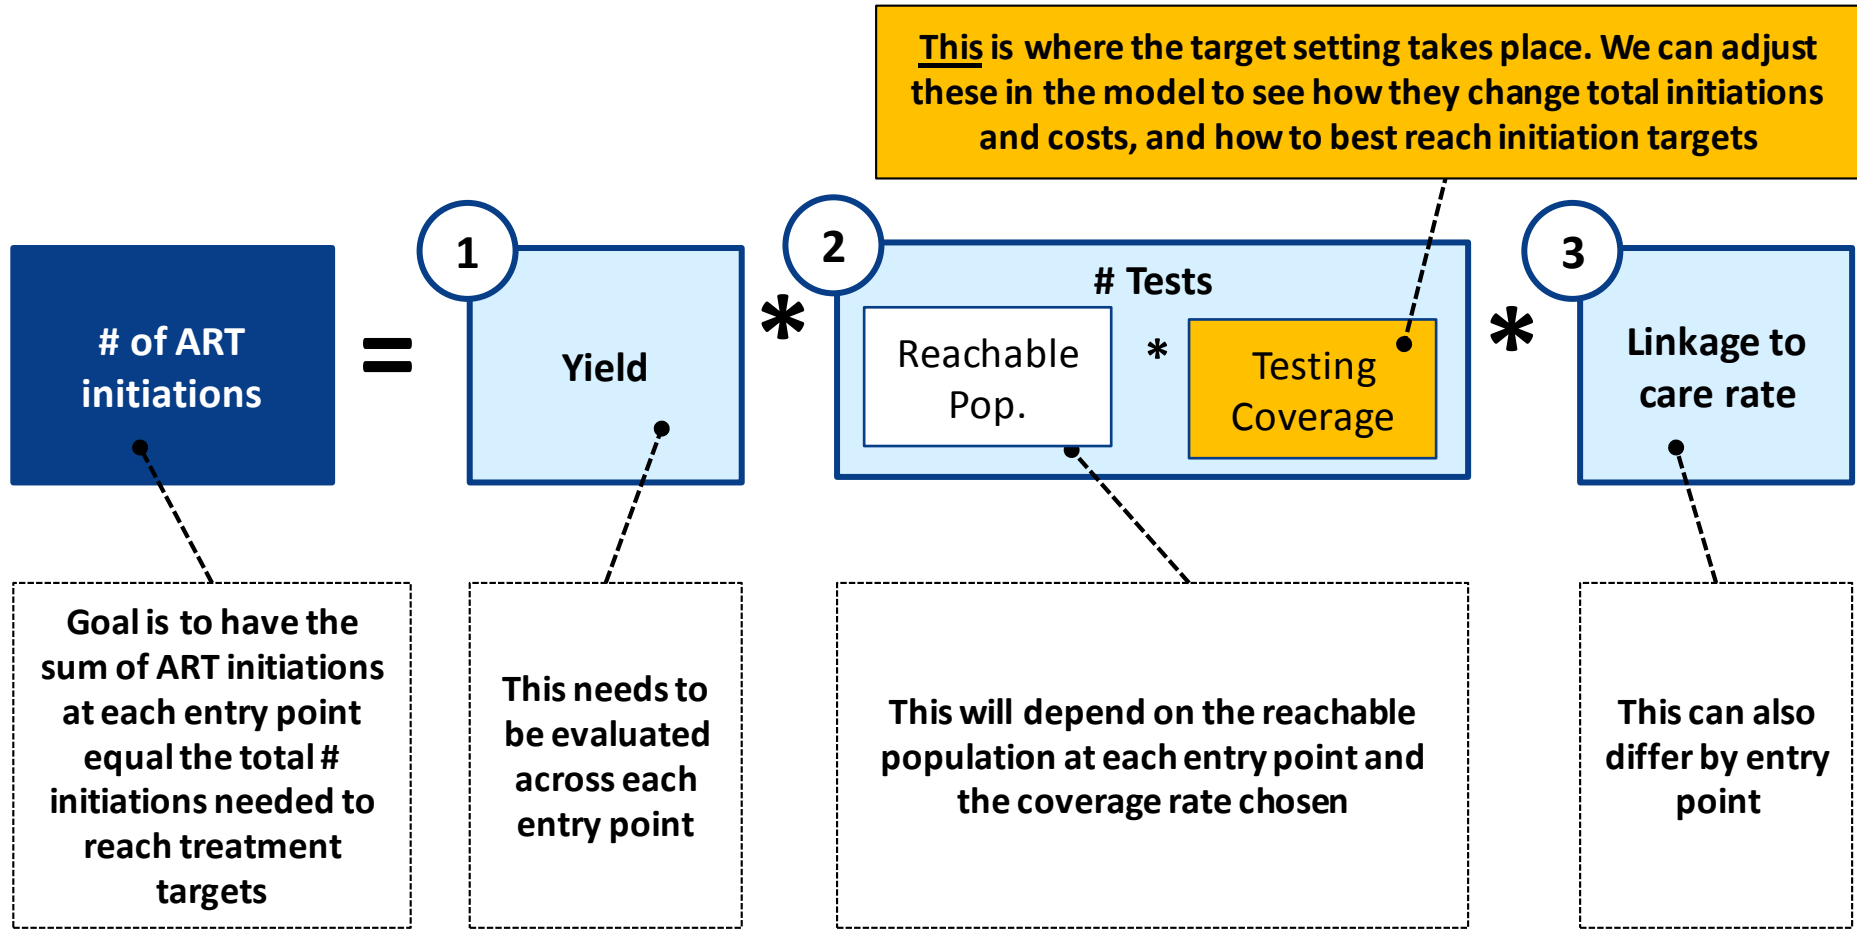 This is where the target setting takes place. We can adjust
these in the model to see how they change total initiations
and costs, and how to best reach initiation targets
# of ART
initiations
=
1
Yield
*
2
# Tests
Reachable
Pop.
*
Testing
Coverage
*
3
Linkage to
care rate
Goal is to have the
sum of ART initiations
at each entry point
equal the total #
initiations needed to
reach treatment
targets
This needs to
be evaluated
across each
entry point
This will depend on the reachable
population at each entry point and
the coverage rate chosen
This can also
differ by entry
point